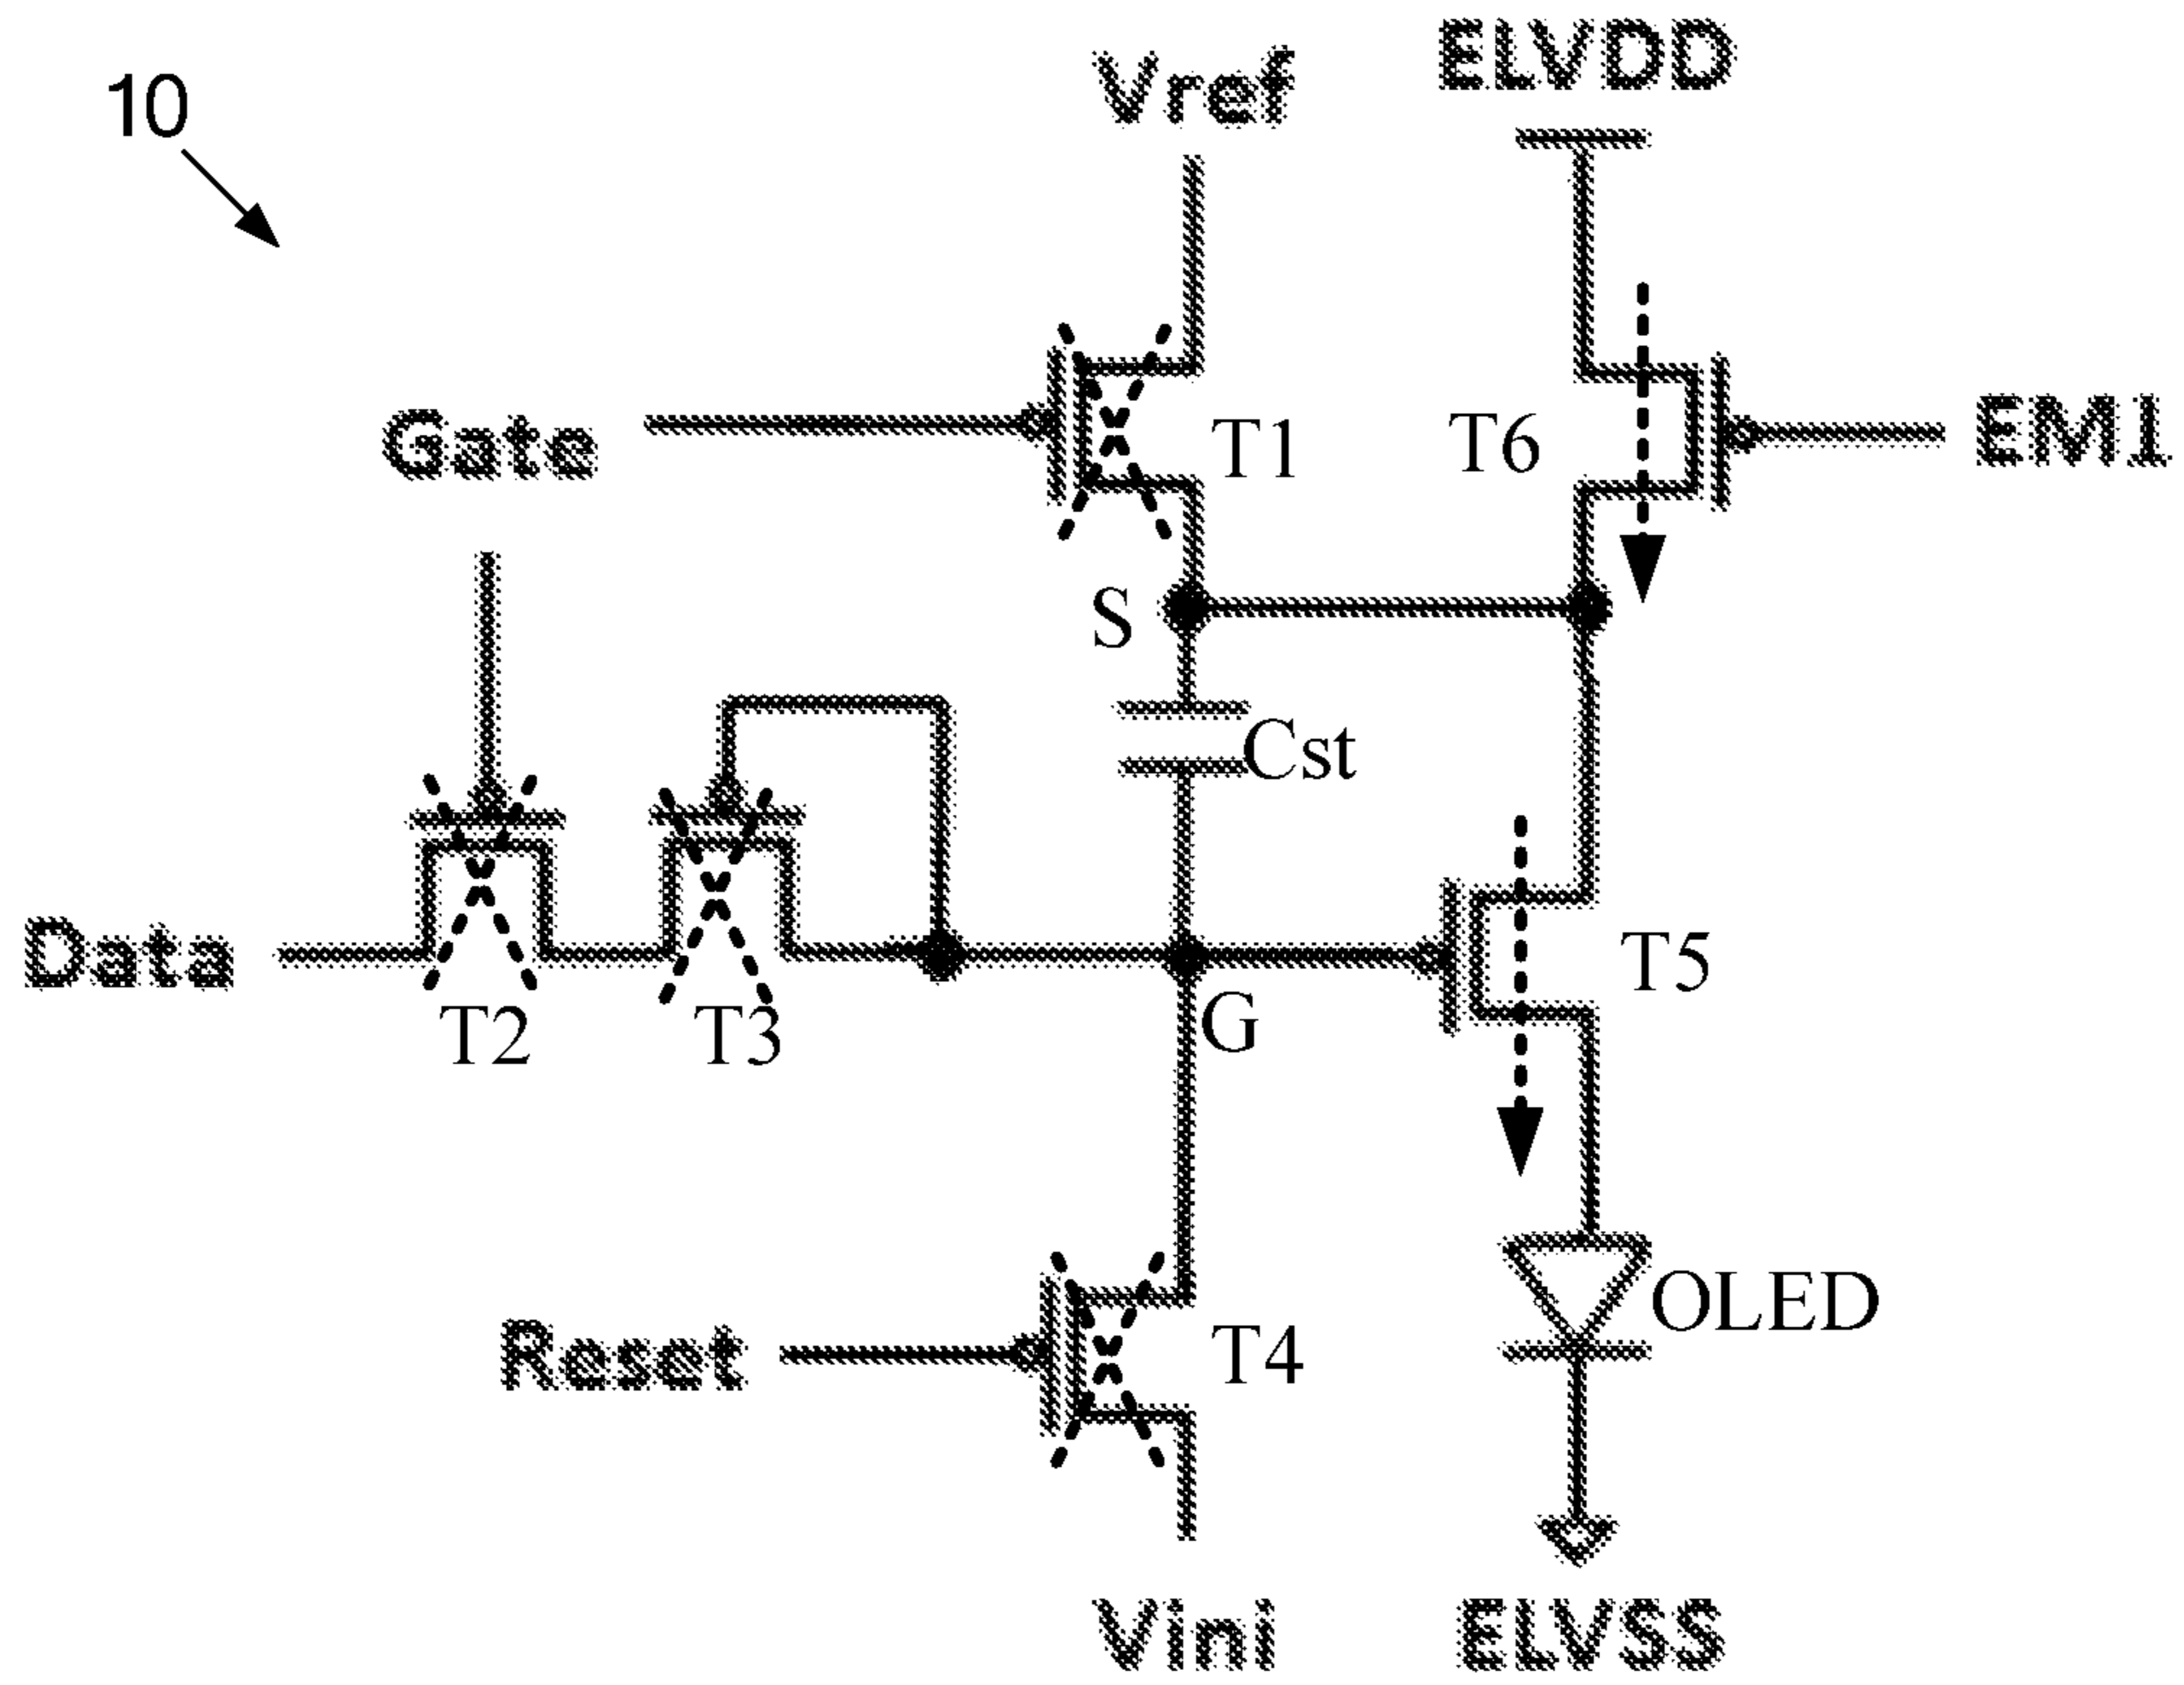 10
Vref
ELVDD
Gate
T1
T6
EM1
S
Cst
Data
T2
T3
G
T5
Reset
T4
OLED
Vini
ELVSS